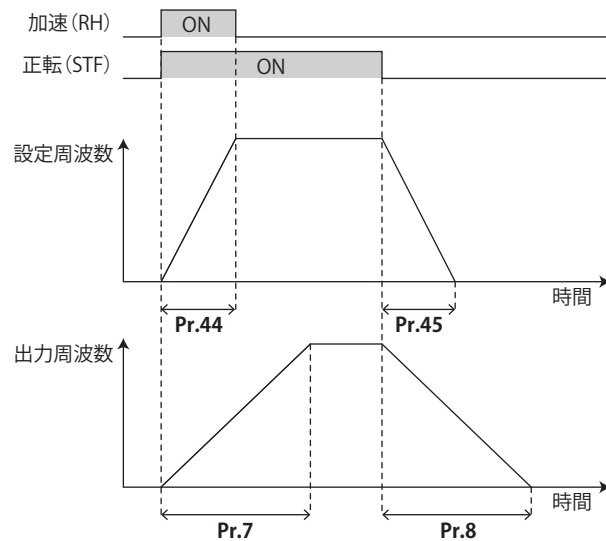 加速（RH）
ON
正転（STF）
ON
設定周波数
時間
Pr.44
Pr.45
出力周波数
時間
Pr.7
Pr.8